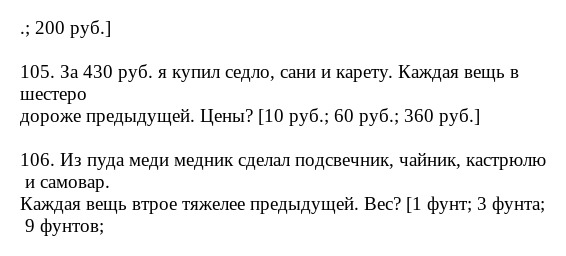 .; 200 руб.]
105. За 430 руб. я купил седло, сани и карету. Каждая вещь в
шестеро
дороже предыдущей. Цены? [10 руб.; 60 руб.; 360 руб.]
106. Из пуда меди медник сделал подсвечник, чайник, кастрюлю
и самовар.
Каждая вещь втрое тяжелее предыдущей. Вес? [1 фунт; 3 фунта;
9 фунтов;